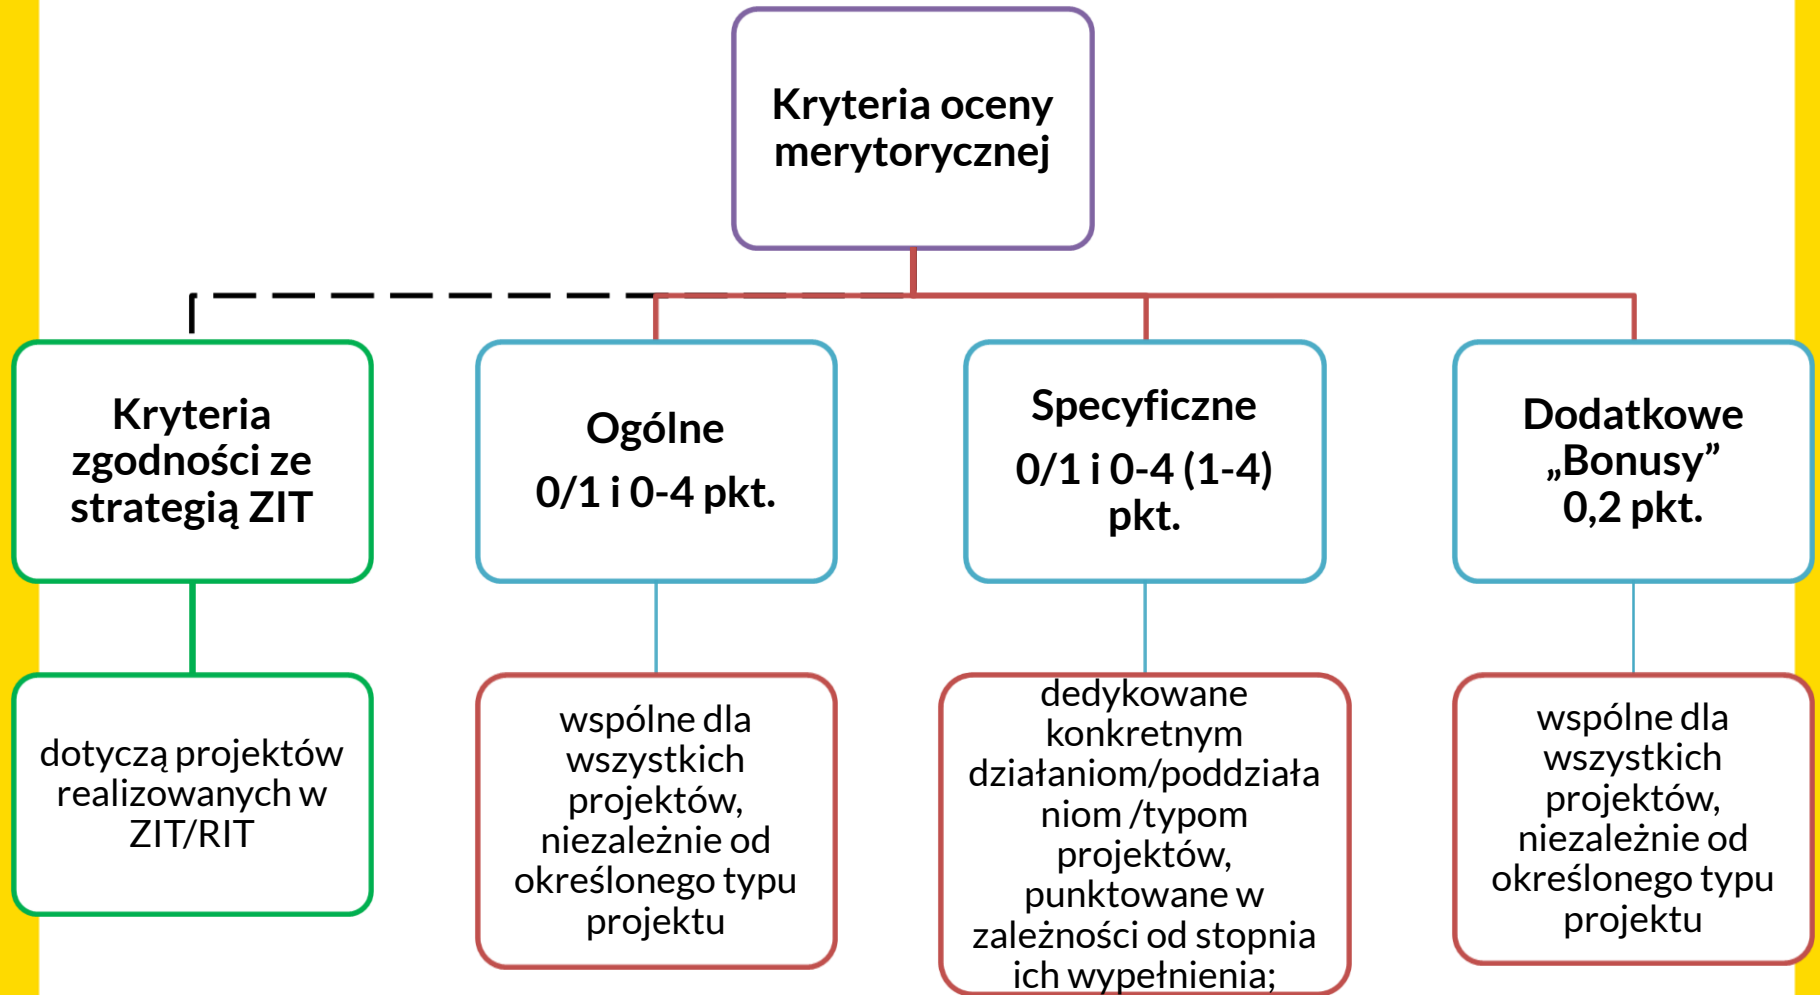 Kryteria oceny
merytorycznej
Kryteria
zgodności ze
strategią ZIT
Ogólne
0/1 i 0-4 pkt.
Specyficzne
0/1 i 0-4 (1-4)
pkt.
Dodatkowe
„Bonusy”
0,2 pkt.
dotyczą projektów
realizowanych w
ZIT/RIT
wspólne dla
wszystkich
projektów,
niezależnie od
określonego typu
projektu
dedykowane
konkretnym
działaniom/poddziała
niom /typom
projektów,
punktowane w
zależności od stopnia
ich wypełnienia;
wspólne dla
wszystkich
projektów,
niezależnie od
określonego typu
projektu